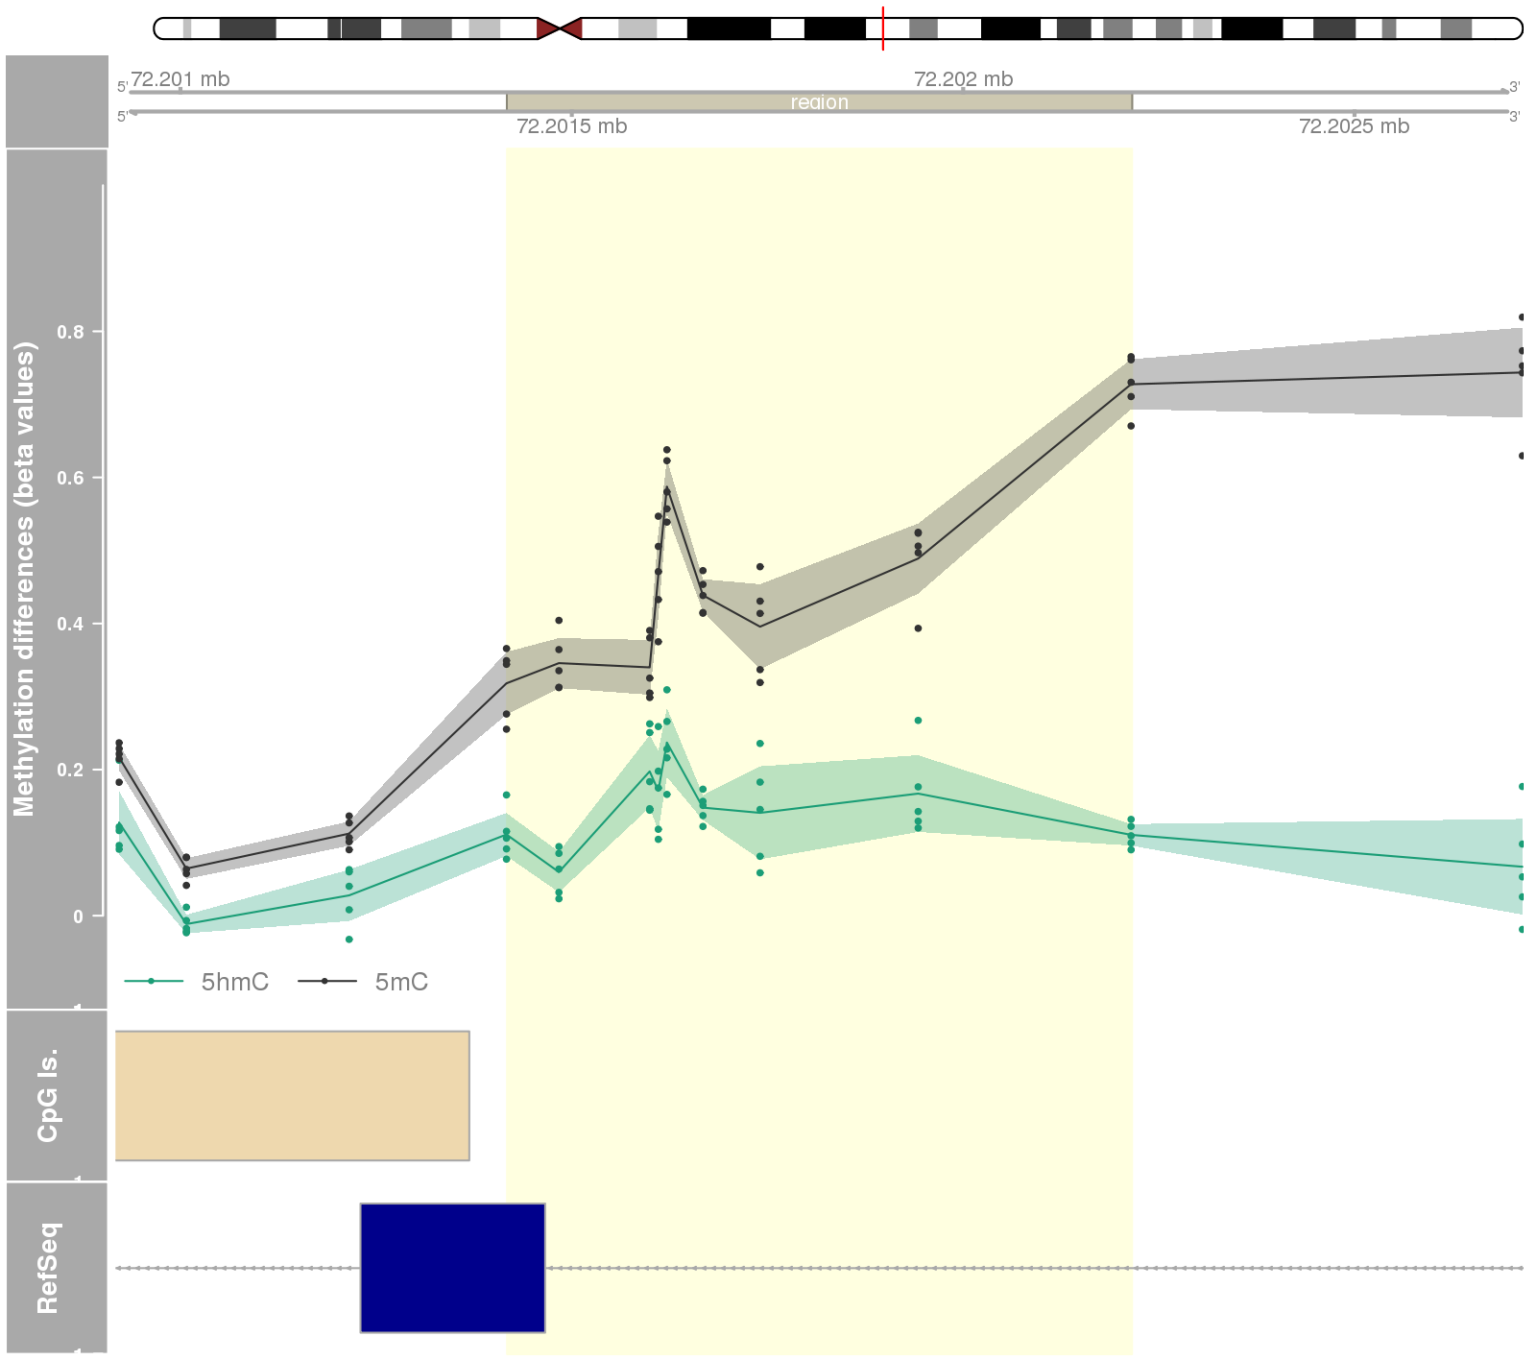 72.201 mb
72.202 mb
5'
3'
region
5'
3'
72.2015 mb
72.2025 mb
Methylation differences (beta values)
0.8
0.6
0.4
0.2
0
5hmC
5mC
CpG Is.
RefSeq